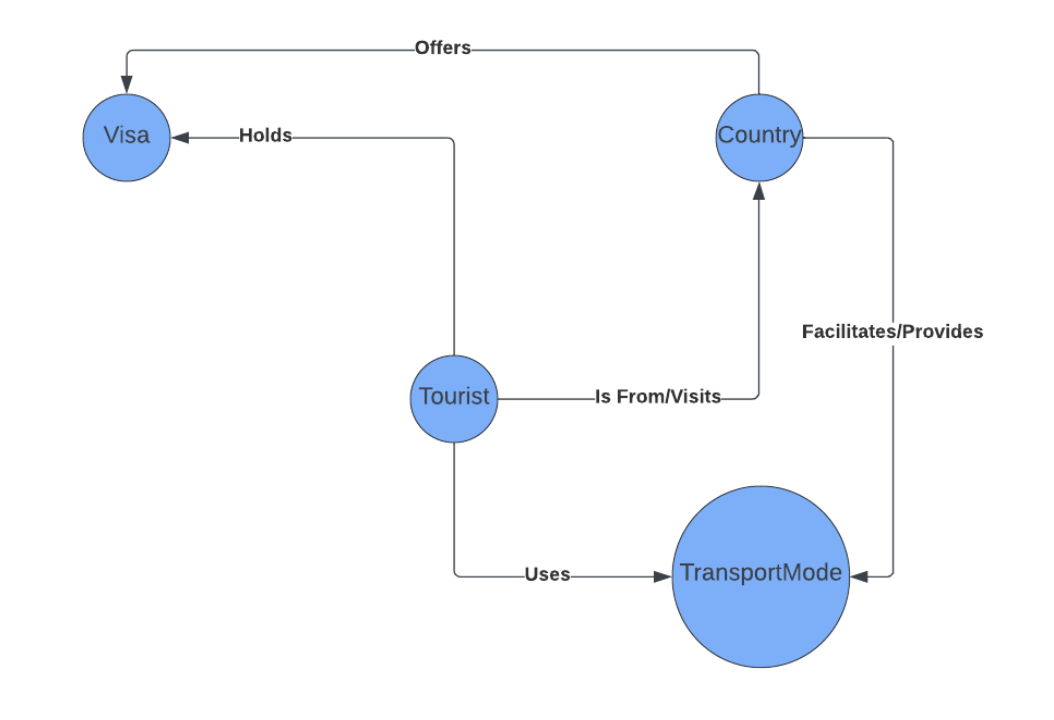 Offers
Visa
Holds
Country
Facilitates/Provides
Tourist
Is From/Visits
Uses
TransportMode